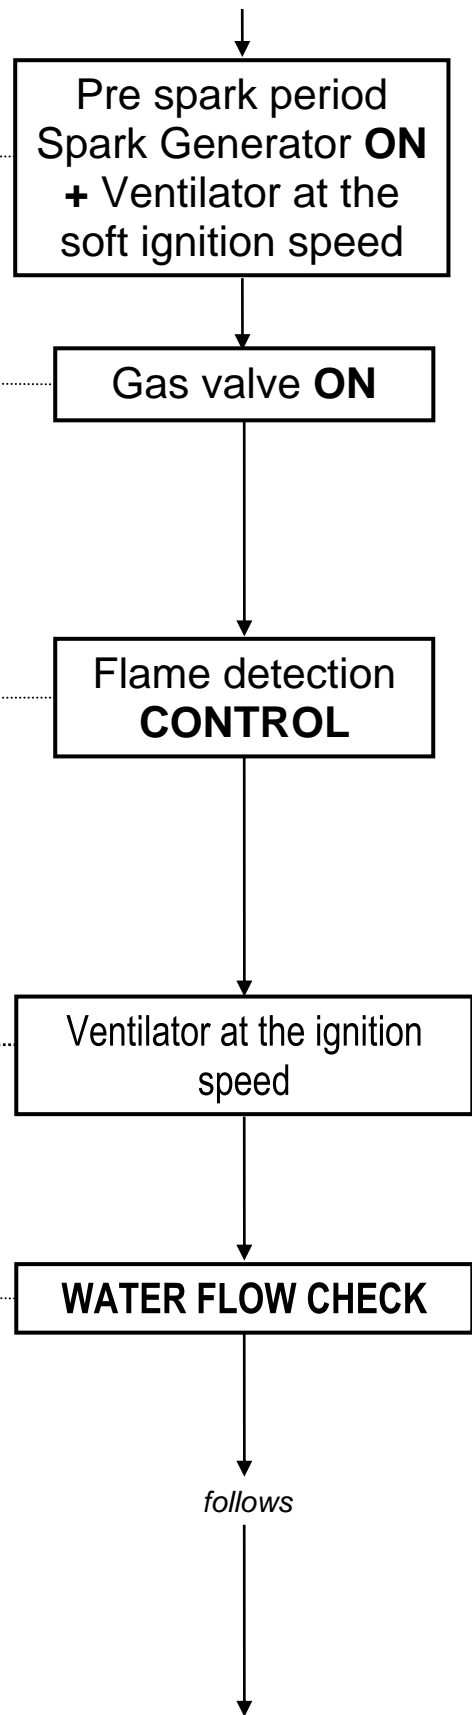 Pre spark period
Spark Generator ON
+ Ventilator at the
soft ignition speed
Gas valve ON
Flame detection
CONTROL
Ventilator at the ignition
speed
WATER FLOW CHECK
follows